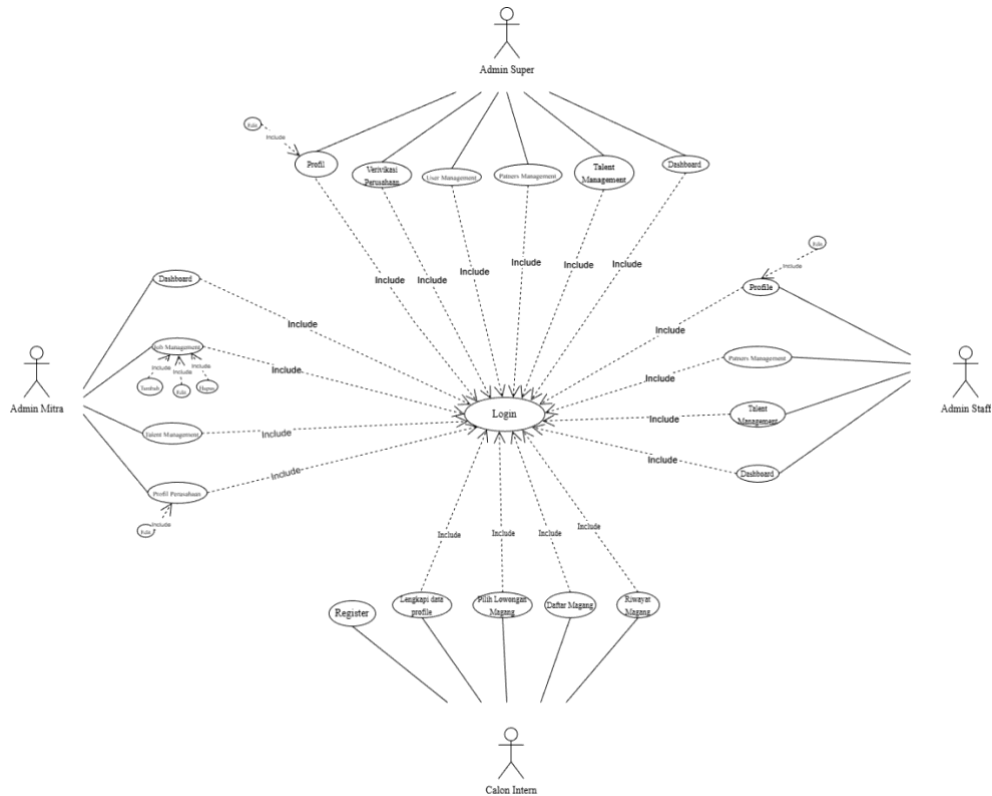 Admin Super
Edit
Include
Profil
Verivikasi
Perusahaan
User Management
Patners Management
Talent
Management
Dashboard
Include
Include
Include
Include
Include
Include
Edit
Include
Profile
Patners Management
Talent
Management
Dashboard
Include
Include
Include
Include
Admin Staff
Dashboard
Job Management
Include
Include
Include
Tambah
Edit
Hapus
Talent Management
Profil Perusahaan
Include
Edit
Include
Include
Include
Include
Admin Mitra
Login
Include
Include
Include
Include
Register
Lengkapi data
profile
Pilih Lowongan
Magang
Daftar Magang
Riwayat
Magang
Calon Intern